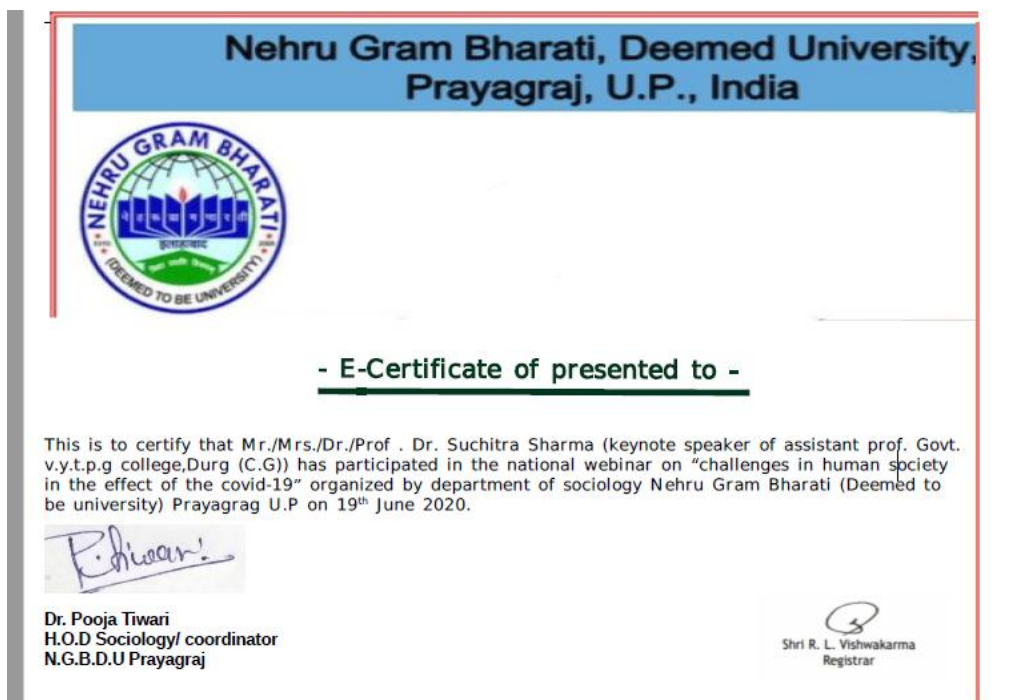 Nehru Gram Bharati, Deemed University,
Prayagraj, U.P., India
NEHRU GRAM BHARATI
इलाहाबाद
(DEEMED TO BE UNIVERSITY)
- E-Certificate of presented to -
This is to certify that Mr./Mrs./Dr./Prof . Dr. Suchitra Sharma (keynote speaker of assistant prof. Govt.
v.y.t.p.g college,Durg (C.G)) has participated in the national webinar on “challenges in human society
in the effect of the covid-19” organized by department of sociology Nehru Gram Bharati (Deemed to
be university) Prayagrag U.P on 19th June 2020.
P. Tiwari
Dr. Pooja Tiwari
H.O.D Sociology/ coordinator
N.G.B.D.U Prayagraj
Shri R. L. Vishwakarma
Registrar